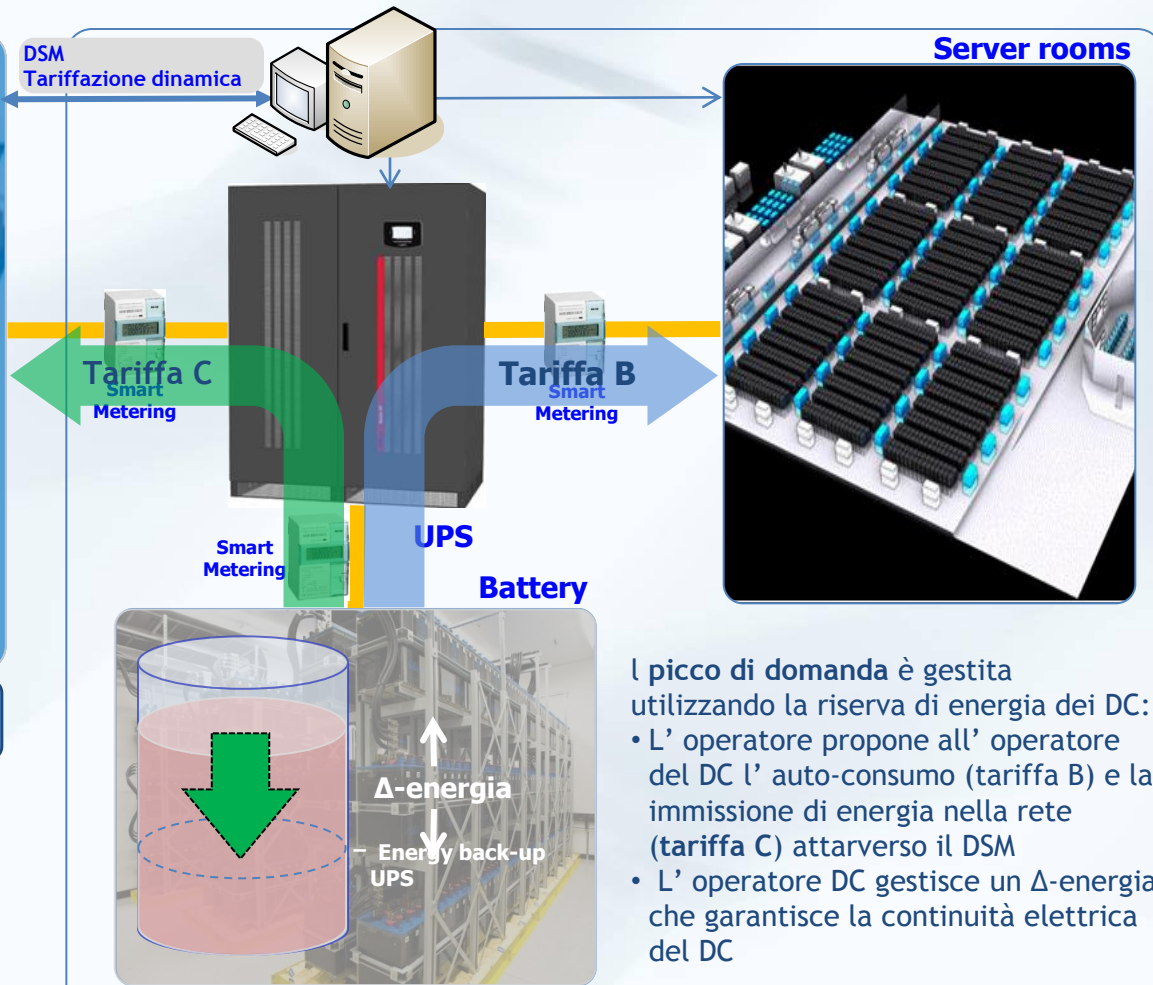 DSM
Tariffazione dinamica
Server rooms
Tariffa C
Smart
Metering
Tariffa B
Smart
Metering
Smart
Metering
UPS
Battery
Δ-energia
– Energy back-up
UPS
l picco di domanda è gestita
utilizzando la riserva di energia dei DC:
• L’ operatore propone all’ operatore
del DC l’ auto-consumo (tariffa B) e la
immissione di energia nella rete
(tariffa C) attarverso il DSM
• L’ operatore DC gestisce un Δ-energia
che garantisce la continuità elettrica
del DC